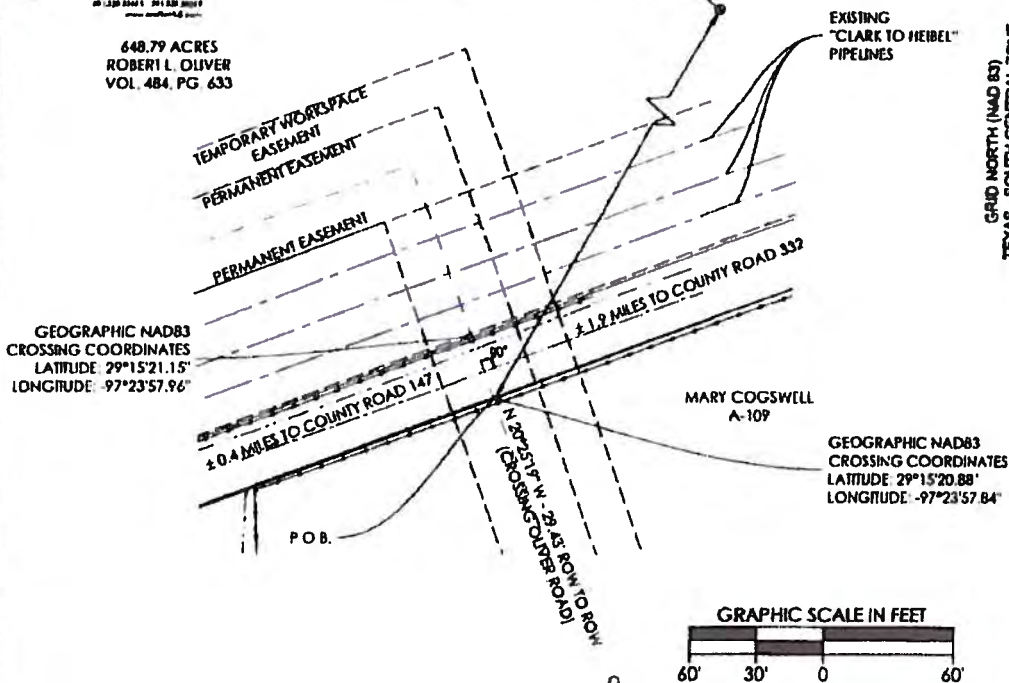 648.79 ACRES
ROBERT L. OLIVER
VOL. 484, PG. 633
EXISTING
"CLARK TO HEIBEL"
PIPELINES
GRID NORTH (NAD 83)
TEXAS - SOUTH CENTRAL ZONE
TEMPORARY WORKSPACE
EASEMENT
PERMANENT EASEMENT
PERMANENT EASEMENT
± 1.9 MILES TO COUNTY ROAD 332
GEOGRAPHIC NAD83
CROSSING COORDINATES
LATITUDE: 29°15'21.15"
LONGITUDE: -97°23'57.96"
90°
± 0.4 MILES TO COUNTY ROAD 147
MARY COGSWELL
A-109
GEOGRAPHIC NAD83
CROSSING COORDINATES
LATITUDE: 29°15'20.88'
LONGITUDE: -97°23'57.84"
N 20°25'19" W - 29.43' ROW TO ROW
(CROSSING OLIVER ROAD)
P.O.B.
GRAPHIC SCALE IN FEET
60' 30' 0 60'